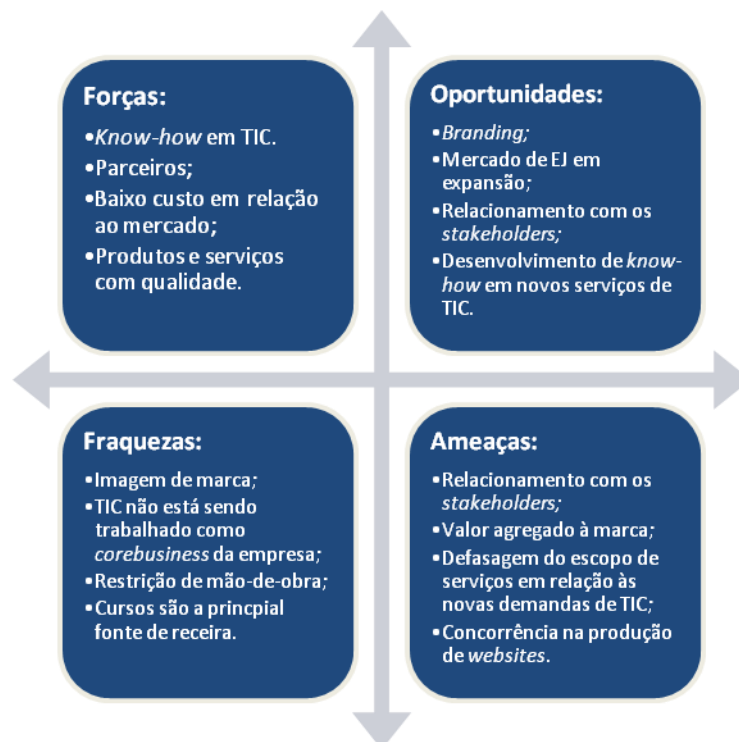 Forças:
•Know-how em TIC.
•Parceiros;
•Baixo custo em relação
ao mercado;
•Produtos e serviços
com qualidade.
Oportunidades:
•Branding;
•Mercado de EJ em
expansão;
•Relacionamento com os
stakeholders;
•Desenvolvimento de know-
how em novos serviços de
TIC.
Fraquezas:
•Imagem de marca;
•TIC não está sendo
trabalhado como
corebusiness da empresa;
•Restrição de mão-de-obra;
•Cursos são a princpial
fonte de receira.
Ameaças:
•Relacionamento com os
stakeholders;
•Valor agregado à marca;
•Defasagem do escopo de
serviços em relação às
novas demandas de TIC;
•Concorrência na produção
de websites.